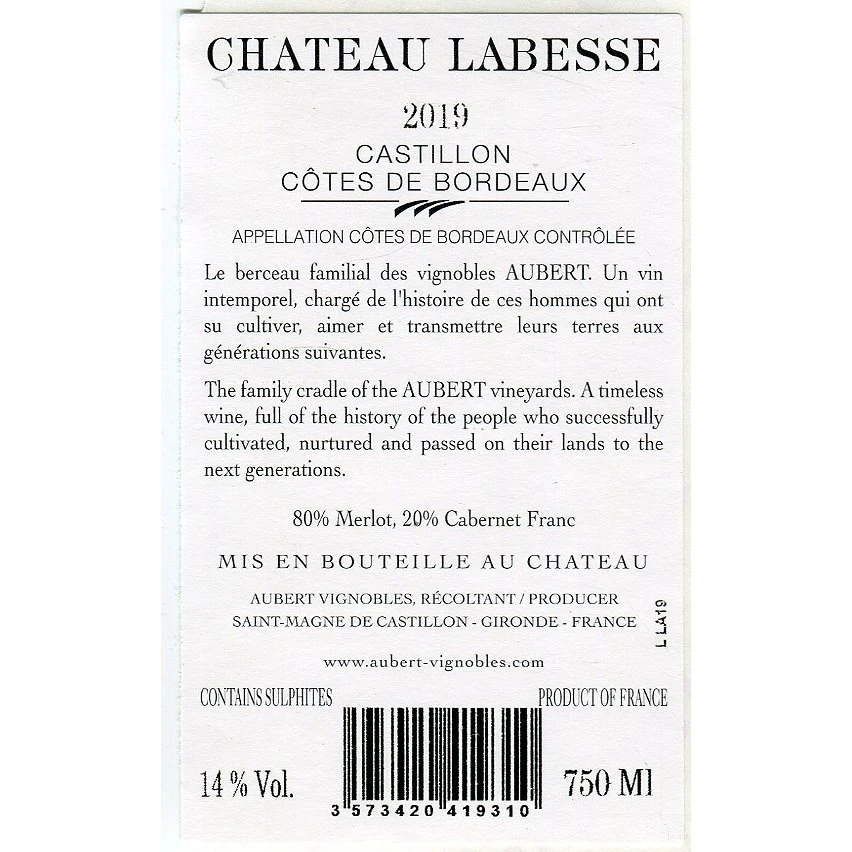 CHATEAU LABESSE
2019
CASTILLON
CÔTES DE BORDEAUX
APPELLATION CÔTES DE BORDEAUX CONTRÔLÉE
Le berceau familial des vignobles AUBERT. Un vin
intemporel, chargé de l'histoire de ces hommes qui ont
su cultiver, aimer et transmettre leurs terres aux
générations suivantes.
The family cradle of the AUBERT vineyards. A timeless
wine, full of the history of the people who successfully
cultivated, nurtured and passed on their lands to the
next generations.
80% Merlot, 20% Cabernet Franc
MIS EN BOUTEILLE AU CHATEAU
AUBERT VIGNOBLES, RÉCOLTANT / PRODUCER
SAINT-MAGNE DE CASTILLON - GIRONDE - FRANCE
L LA19
www.aubert-vignobles.com
CONTAINS SULPHITES
PRODUCT OF FRANCE
14 % Vol.
750 Ml
3 573420 419310